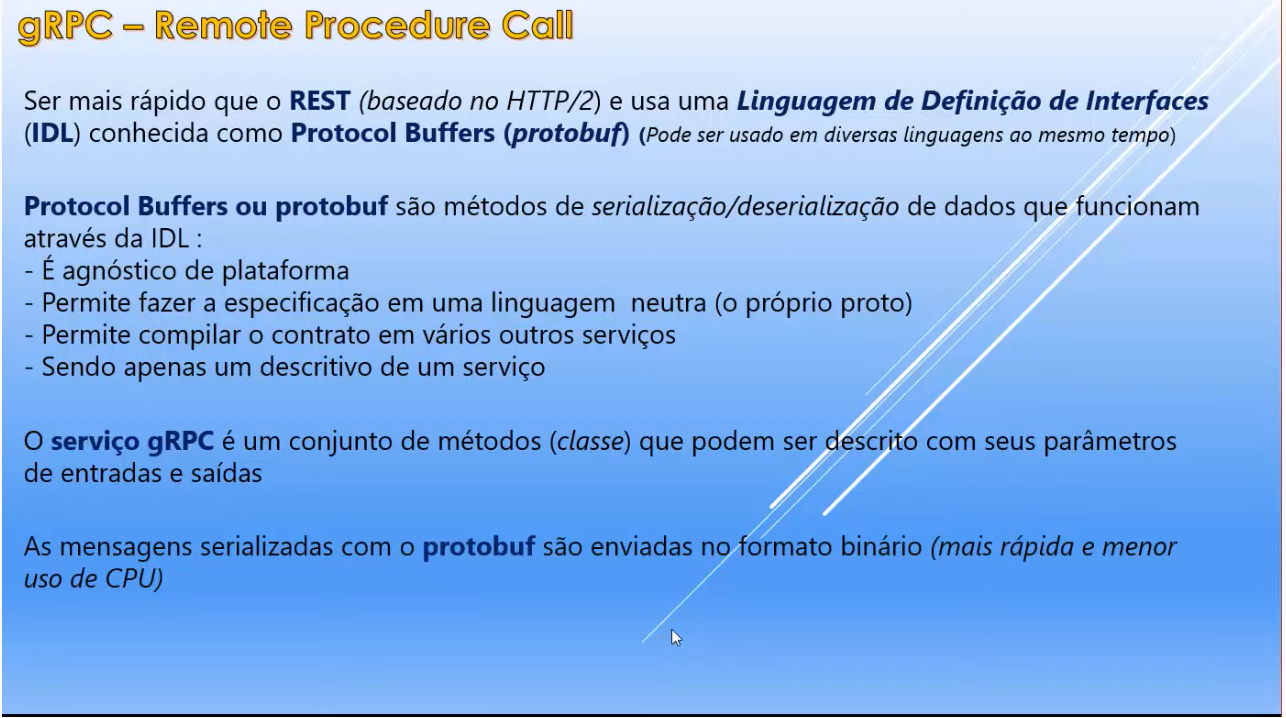 gRPC – Remote Procedure Call
Ser mais rápido que o REST (baseado no HTTP/2) e usa uma Linguagem de Definição de Interfaces
(IDL) conhecida como Protocol Buffers (protobuf) (Pode ser usado em diversas linguagens ao mesmo tempo)
Protocol Buffers ou protobuf são métodos de serialização/deserialização de dados que funcionam
através da IDL :
- É agnóstico de plataforma
- Permite fazer a especificação em uma linguagem  neutra (o próprio proto)
- Permite compilar o contrato em vários outros serviços
- Sendo apenas um descritivo de um serviço
O serviço gRPC é um conjunto de métodos (classe) que podem ser descrito com seus parâmetros
de entradas e saídas
As mensagens serializadas com o protobuf são enviadas no formato binário (mais rápida e menor
uso de CPU)